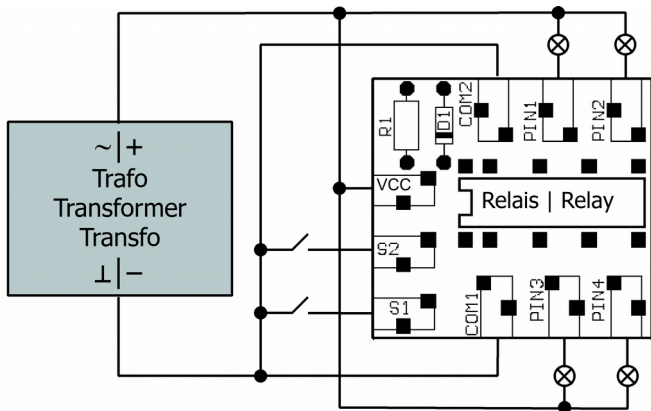 ~|+
Trafo
Transformer
Transfo
⊥|−
R1
D1
COM2
PIN1
PIN2
VCC
Relais | Relay
S2
S1
COM1
PIN3
PIN4